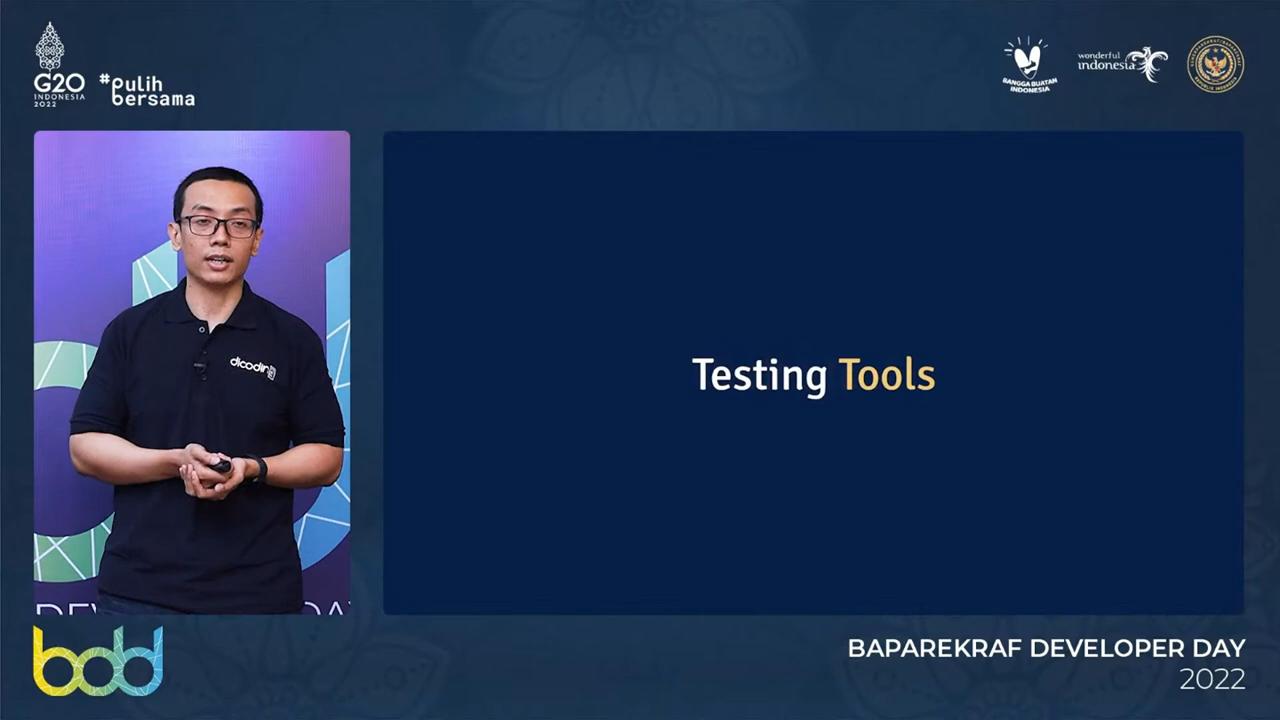 G20
INDONESIA
2022
#pulih
bersama
BANGGA BUATAN
INDONESIA
wonderful
indonesia
dicoding
Testing Tools
bdd
BAPAREKRAF DEVELOPER DAY
2022